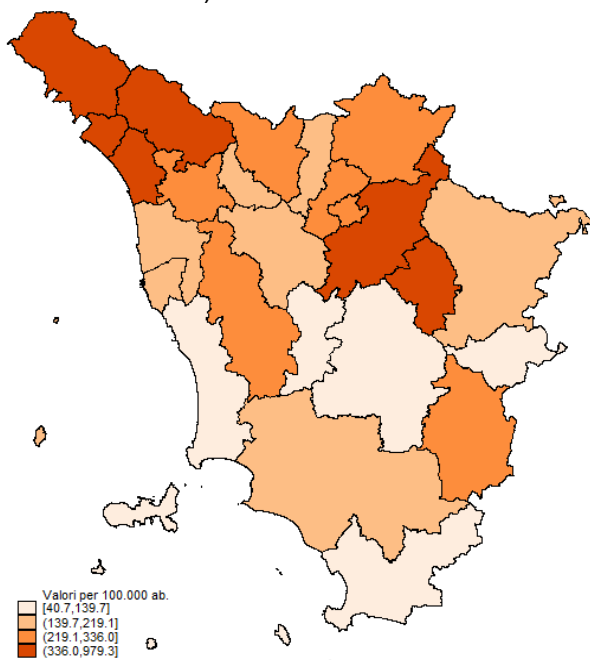 Valori per 100.000 ab.
[40.7,139.7]
(139.7,219.1]
(219.1,336.0]
(336.0,979.3]